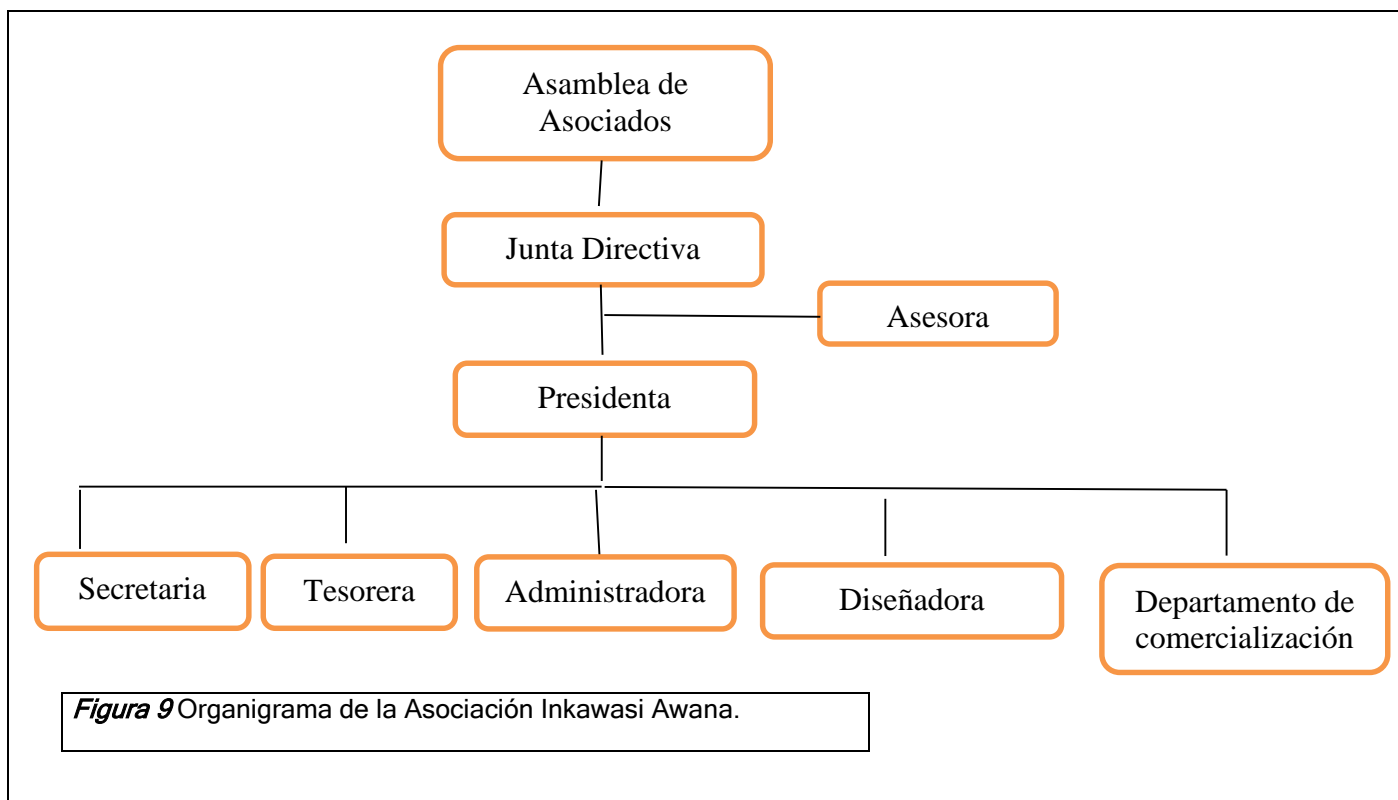 Asamblea de
Asociados
Junta Directiva
Asesora
Presidenta
Secretaria
Tesorera
Administradora
Diseñadora
Departamento de
comercialización
Figura 9 Organigrama de la Asociación Inkawasi Awana.